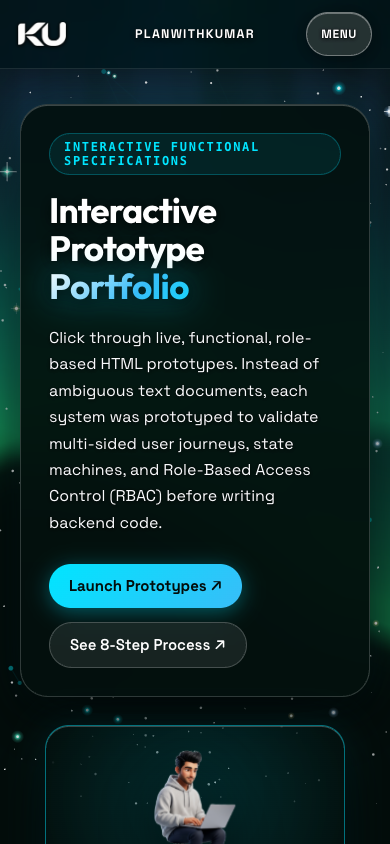 KU
PLANWITHKUMAR
MENU
INTERACTIVE FUNCTIONAL
SPECIFICATIONS
Interactive
Prototype
Portfolio
Click through live, functional, role-
based HTML prototypes. Instead of
ambiguous text documents, each
system was prototyped to validate
multi-sided user journeys, state
machines, and Role-Based Access
Control (RBAC) before writing
backend code.
Launch Prototypes ↗
See 8-Step Process ↗